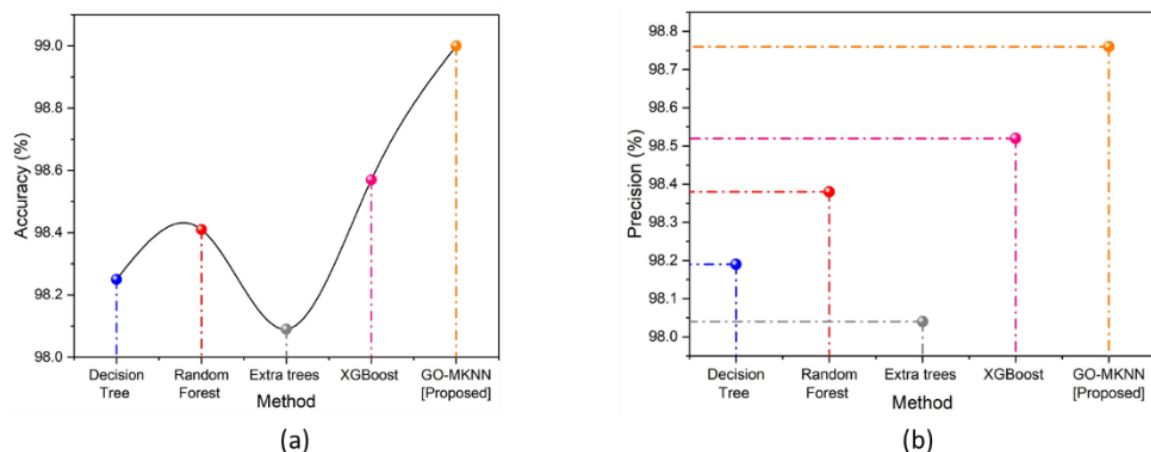 Accuracy (%)
99.0
98.8
98.6
98.4
98.2
98.0
Decision Tree
Random Forest
Extra trees
XGBoost
GO-MKNN [Proposed]
Method
(a)
Precision (%)
98.8
98.7
98.6
98.5
98.4
98.3
98.2
98.1
98.0
Decision Tree
Random Forest
Extra trees
XGBoost
GO-MKNN [Proposed]
Method
(b)